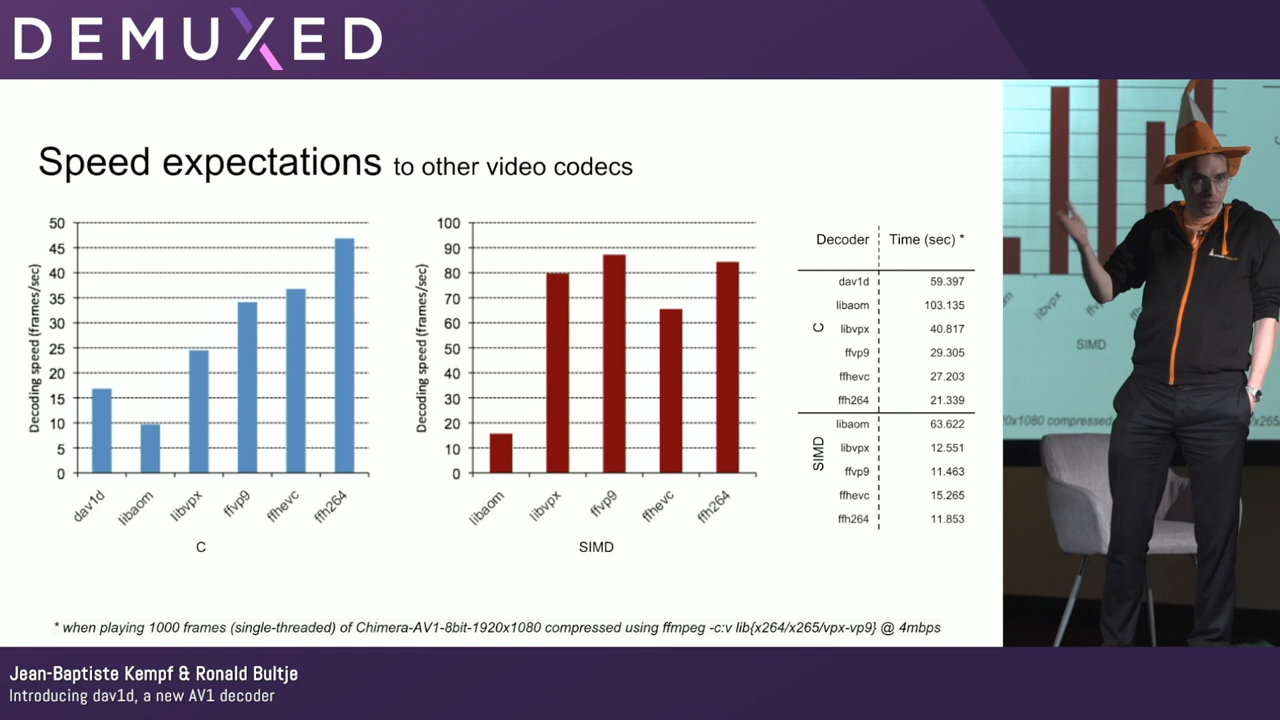 DEMUXED
Speed expectations to other video codecs
Decoding speed (frames/sec)
50
45
40
35
30
25
20
15
10
5
0
dav1d
libaom
libvpx
ffvp9
ffhevc
ffh264
C
Decoding speed (frames/sec)
100
90
80
70
60
50
40
30
20
10
0
libaom
libvpx
ffvp9
ffhevc
ffh264
SIMD
Decoder Time (sec) *
C
dav1d 59.397
libaom 103.135
libvpx 40.817
ffvp9 29.305
ffhevc 27.203
ffh264 21.339
SIMD
libaom 63.622
libvpx 12.551
ffvp9 11.463
ffhevc 15.265
ffh264 11.853
* when playing 1000 frames (single-threaded) of Chimera-AV1-8bit-1920x1080 compressed using ffmpeg -c:v lib{x264/x265/vpx-vp9} @ 4mbps
libvpx
SIMD
Jean-Baptiste Kempf & Ronald Bultje
Introducing dav1d, a new AV1 decoder